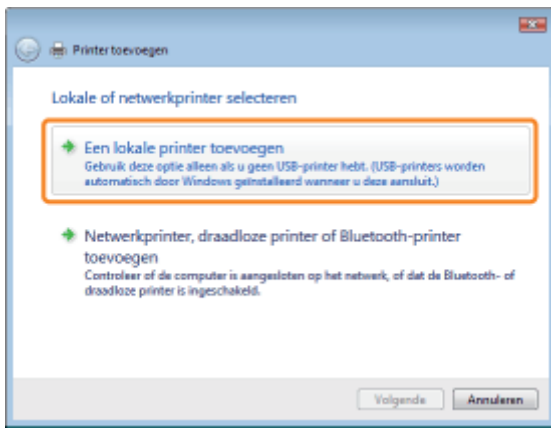 Printer toevoegen
Lokale of netwerkprinter selecteren
Een lokale printer toevoegen
Gebruik deze optie alleen als u geen USB-printer hebt. (USB-printers worden
automatisch door Windows geïnstalleerd wanneer u deze aansluit.)
Netwerkprinter, draadloze printer of Bluetooth-printer
toevoegen
Controleer of de computer is aangesloten op het netwerk, of dat de Bluetooth- of
draadloze printer is ingeschakeld.
Volgende
Annuleren